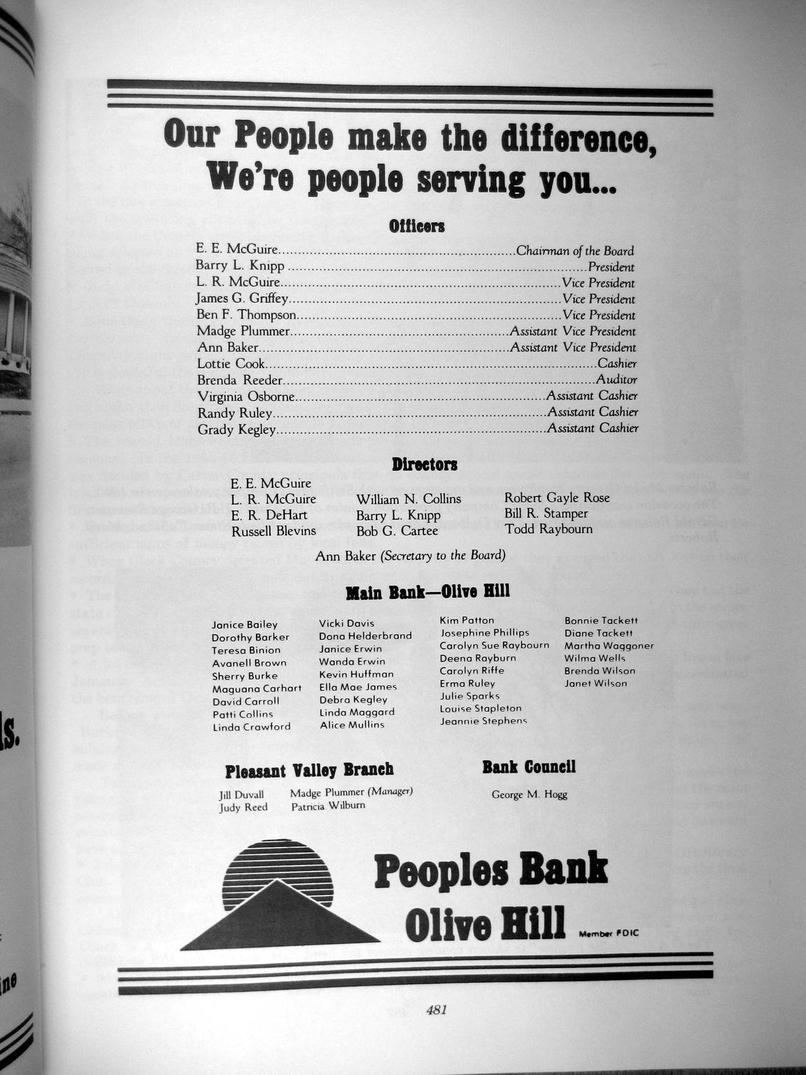 Our People make the difference,
We're people serving you...
Officers
E. E. McGuire..........Chairman of the Board
Barry L. Knipp ..........President
L. R. McGuire..........Vice President
James G. Griffey..........Vice President
Ben F. Thompson..........Vice President
Madge Plummer..........Assistant Vice President
Ann Baker..........Assistant Vice President
Lottie Cook..........Cashier
Brenda Reeder..........Auditor
Virginia Osborne..........Assistant Cashier
Randy Ruley..........Assistant Cashier
Grady Kegley..........Assistant Cashier
Directors
E. E. McGuire
L. R. McGuire
E. R. DeHart
Russell Blevins
William N. Collins
Barry L. Knipp
Bob G. Cartee
Robert Gayle Rose
Bill R. Stamper
Todd Raybourn
Ann Baker (Secretary to the Board)
Main Bank—Olive Hill
Janice Bailey
Dorothy Barker
Teresa Binion
Avanell Brown
Sherry Burke
Maguana Carhart
David Carroll
Patti Collins
Linda Crawford
Vicki Davis
Dona Helderbrand
Janice Erwin
Wanda Erwin
Kevin Huffman
Ella Mae James
Debra Kegley
Linda Maggard
Alice Mullins
Kim Patton
Josephine Phillips
Carolyn Sue Raybourn
Deena Rayburn
Carolyn Riffe
Erma Ruley
Julie Sparks
Louise Stapleton
Jeannie Stephens
Bonnie Tackett
Diane Tackett
Martha Waggoner
Wilma Wells
Brenda Wilson
Janet Wilson
Pleasant Valley Branch
Jill Duvall
Judy Reed
Madge Plummer (Manager)
Patricia Wilburn
Bank Council
George M. Hogg
Peoples Bank
Olive Hill
Member FDIC
481